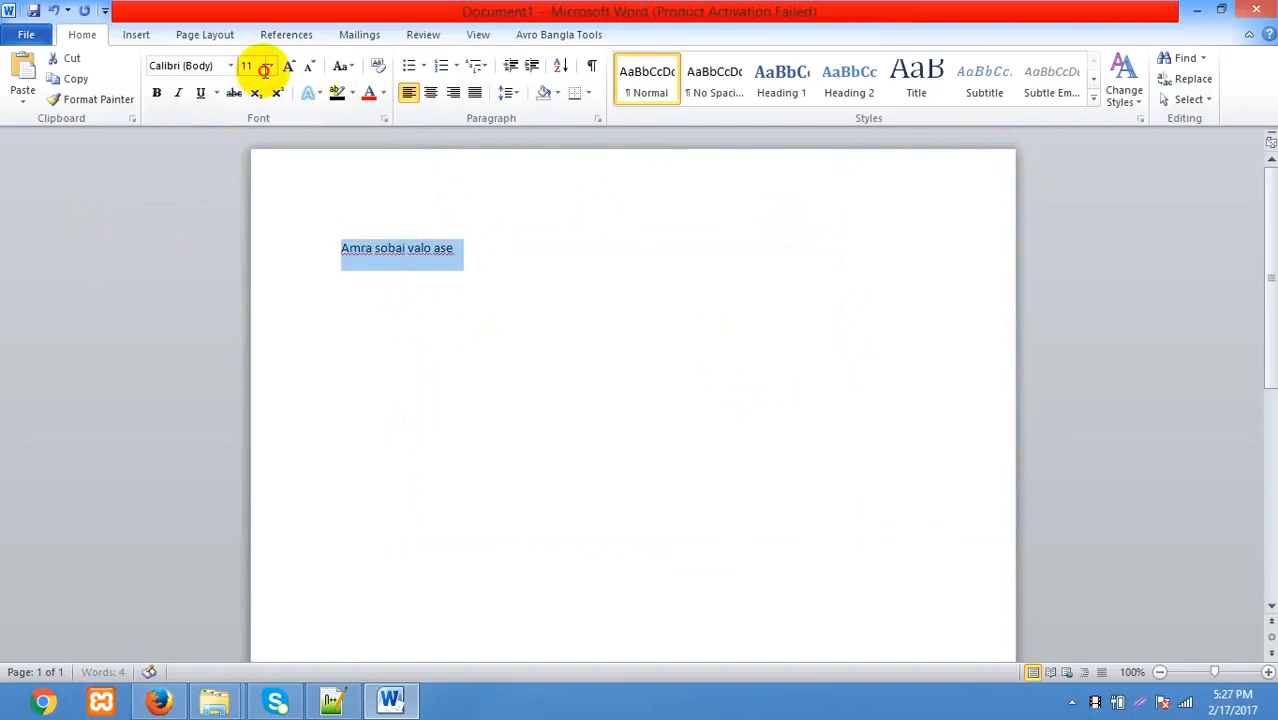 Document1 - Microsoft Word (Product Activation Failed)
File Home Insert Page Layout References Mailings Review View Avro Bangla Tools
Cut
Copy
Format Painter
Paste
Clipboard
Calibri (Body) 11
Font
Paragraph
AaBbCcDc AaBbCcDc AaBbCc AaBbCc AaB AaBbCc. AaBbCcDc
¶ Normal ¶ No Spaci... Heading 1 Heading 2 Title Subtitle Subtle Em...
Change Styles
Styles
Find
Replace
Select
Editing
Amra sobai valo ase
Page: 1 of 1 Words: 4 100%
5:27 PM
2/17/2017